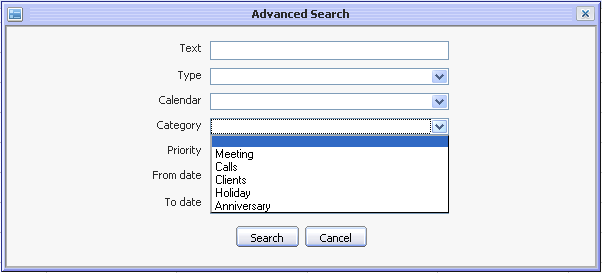 Advanced Search
Text
Type
Calendar
Category
Priority
Meeting
Calls
From date
Clients
Holiday
To date
Anniversary
Search Cancel